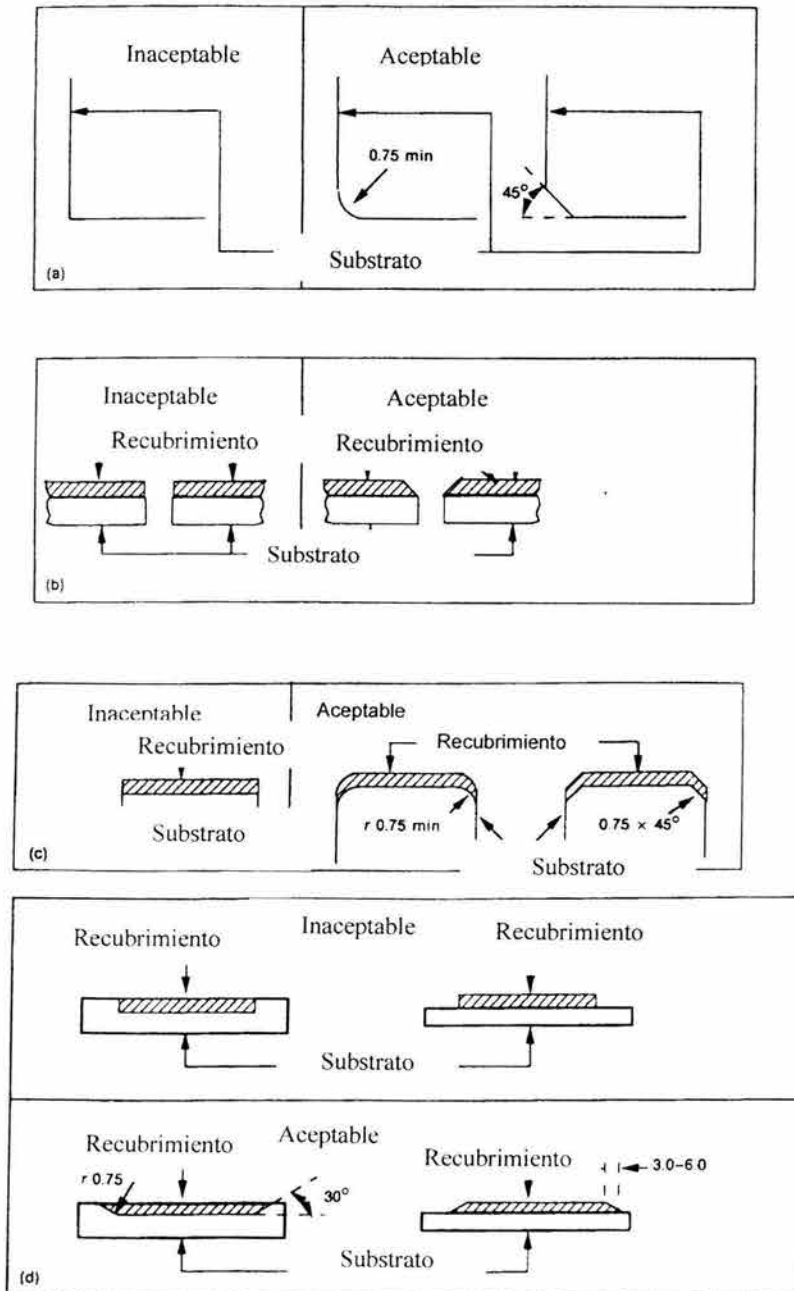 Inaceptable Aceptable
0.75 min
45°
Substrato
(a)
Inaceptable Aceptable
Recubrimiento Recubrimiento
Substrato
(b)
Inaceptable Aceptable
Recubrimiento Recubrimiento
r 0.75 min 0.75 × 45°
Substrato Substrato
(c)
Inaceptable
Recubrimiento Recubrimiento
Substrato
Recubrimiento Aceptable Recubrimiento 3.0–6.0
r 0.75
30°
Substrato
(d)